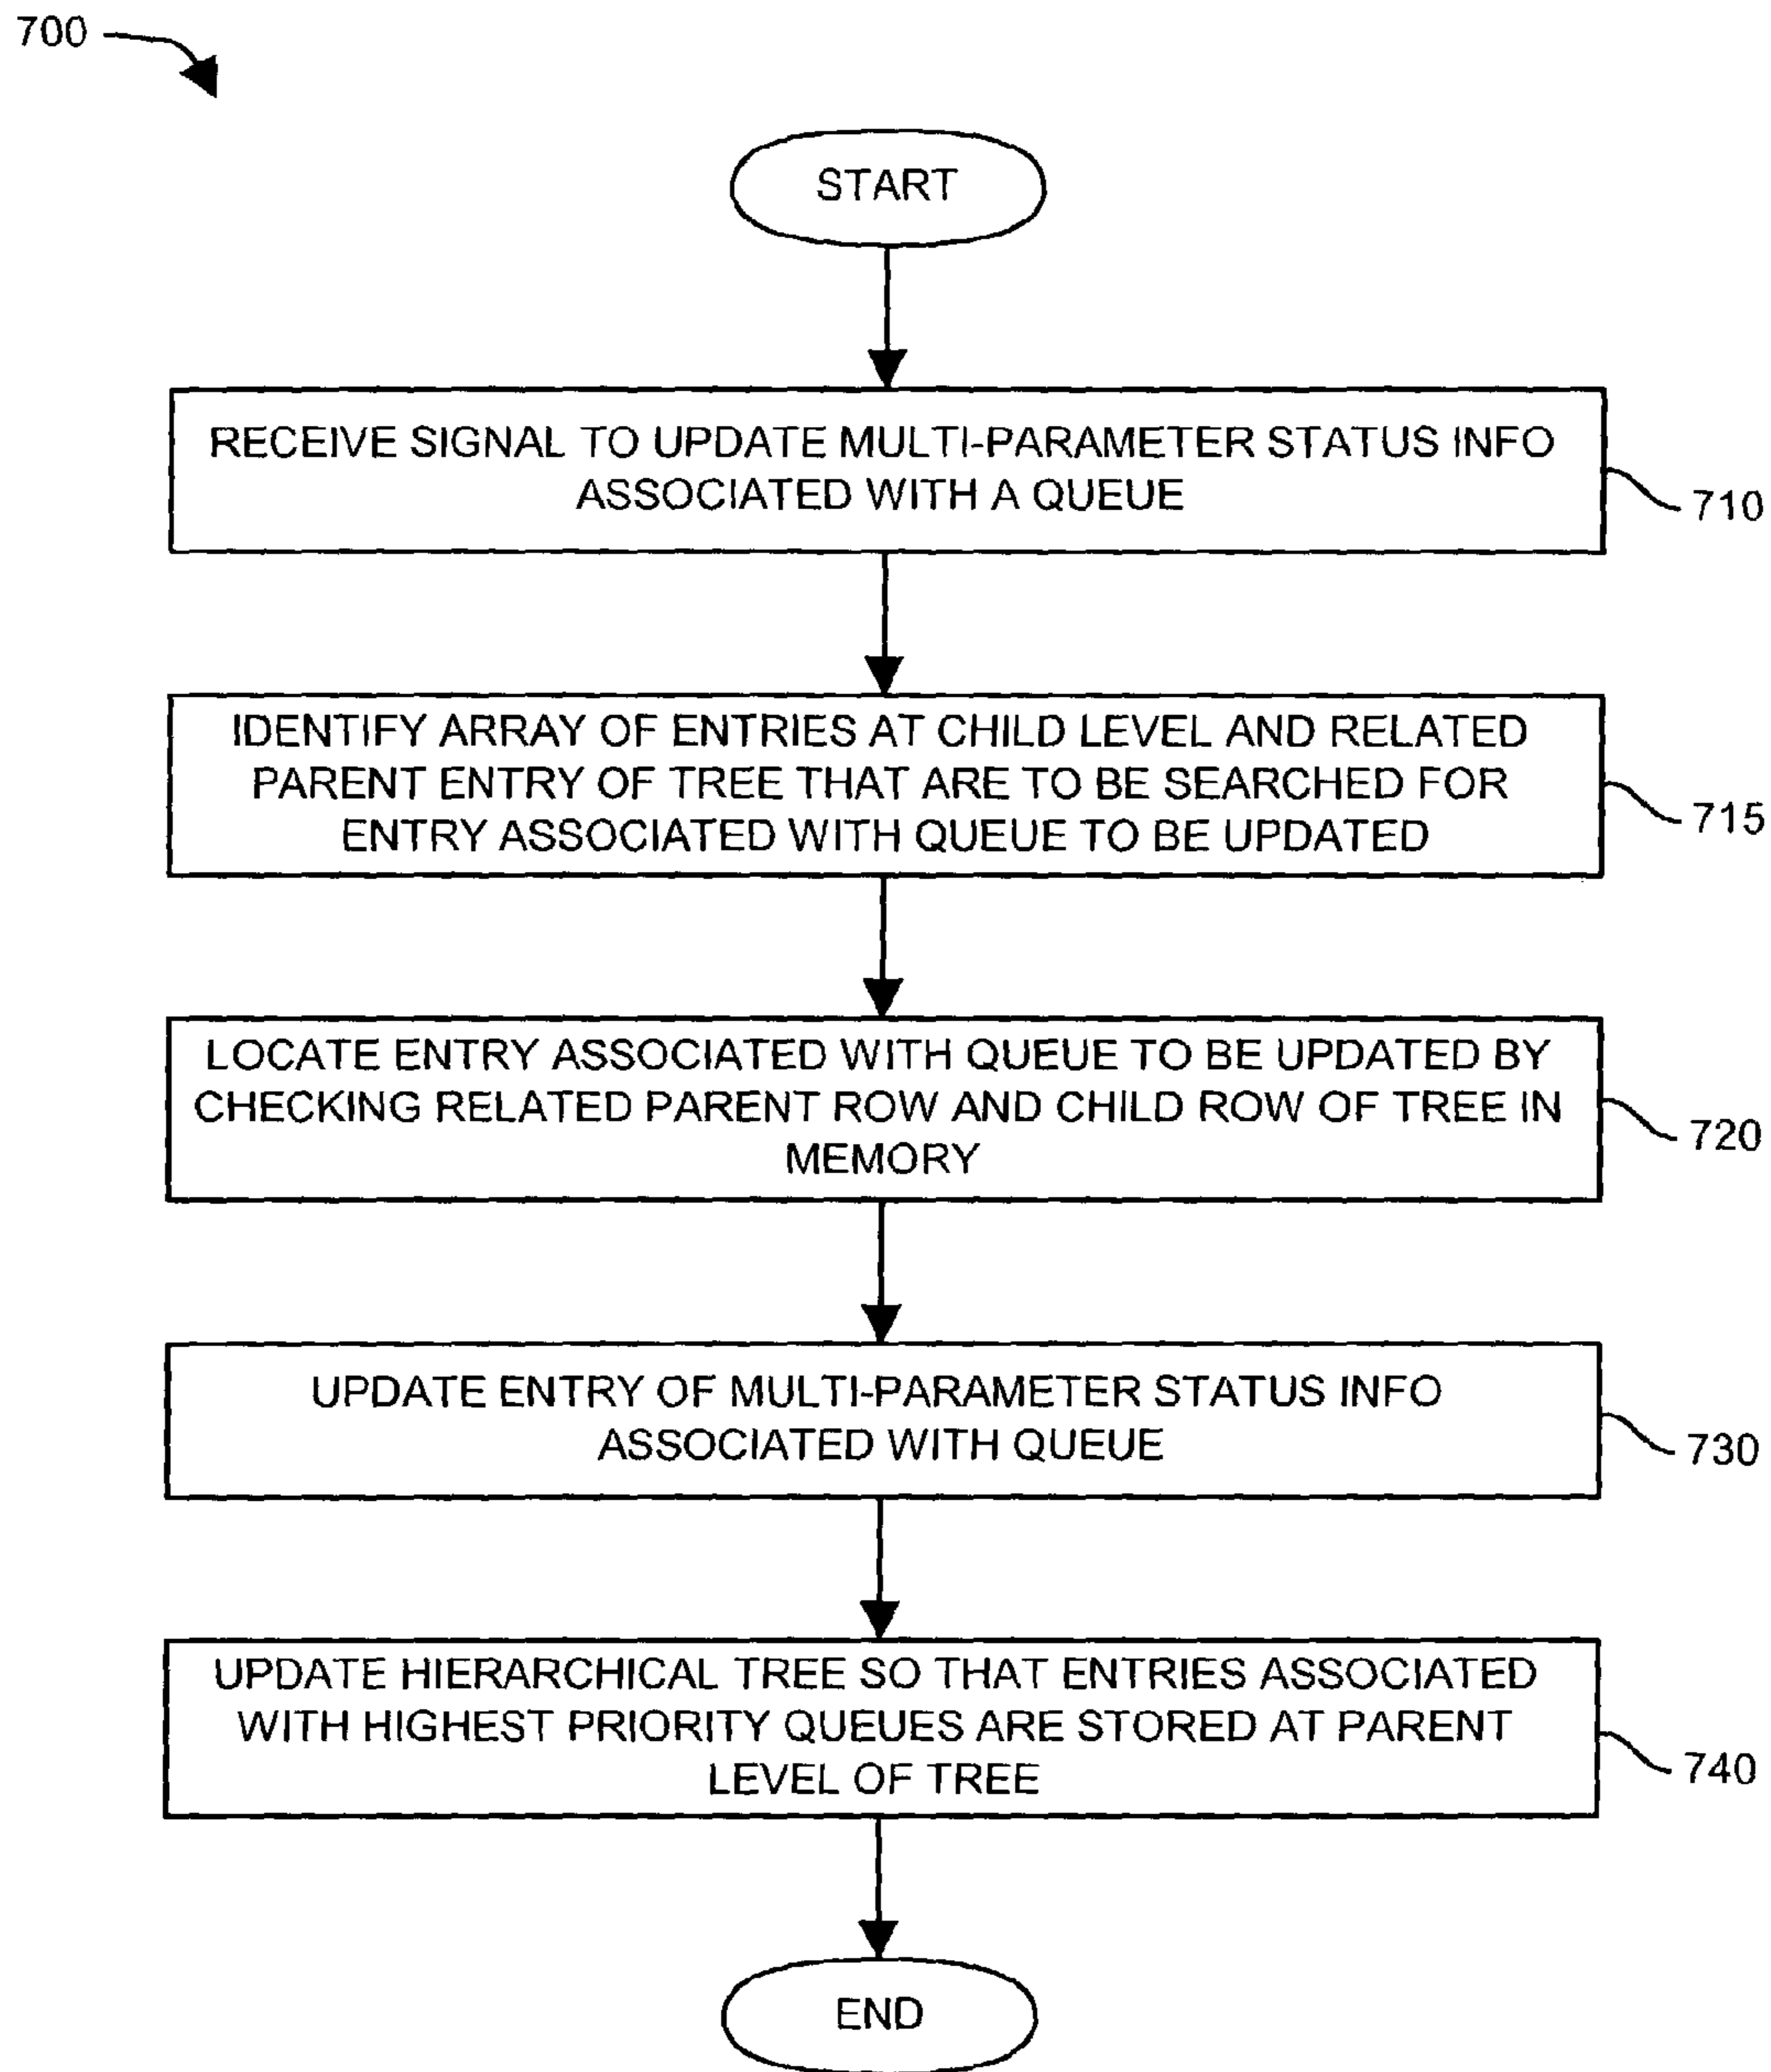 700
START
RECEIVE SIGNAL TO UPDATE MULTI-PARAMETER STATUS INFO
ASSOCIATED WITH A QUEUE
710
IDENTIFY ARRAY OF ENTRIES AT CHILD LEVEL AND RELATED
PARENT ENTRY OF TREE THAT ARE TO BE SEARCHED FOR
ENTRY ASSOCIATED WITH QUEUE TO BE UPDATED
715
LOCATE ENTRY ASSOCIATED WITH QUEUE TO BE UPDATED BY
CHECKING RELATED PARENT ROW AND CHILD ROW OF TREE IN
MEMORY
720
UPDATE ENTRY OF MULTI-PARAMETER STATUS INFO
ASSOCIATED WITH QUEUE
730
UPDATE HIERARCHICAL TREE SO THAT ENTRIES ASSOCIATED
WITH HIGHEST PRIORITY QUEUES ARE STORED AT PARENT
LEVEL OF TREE
740
END